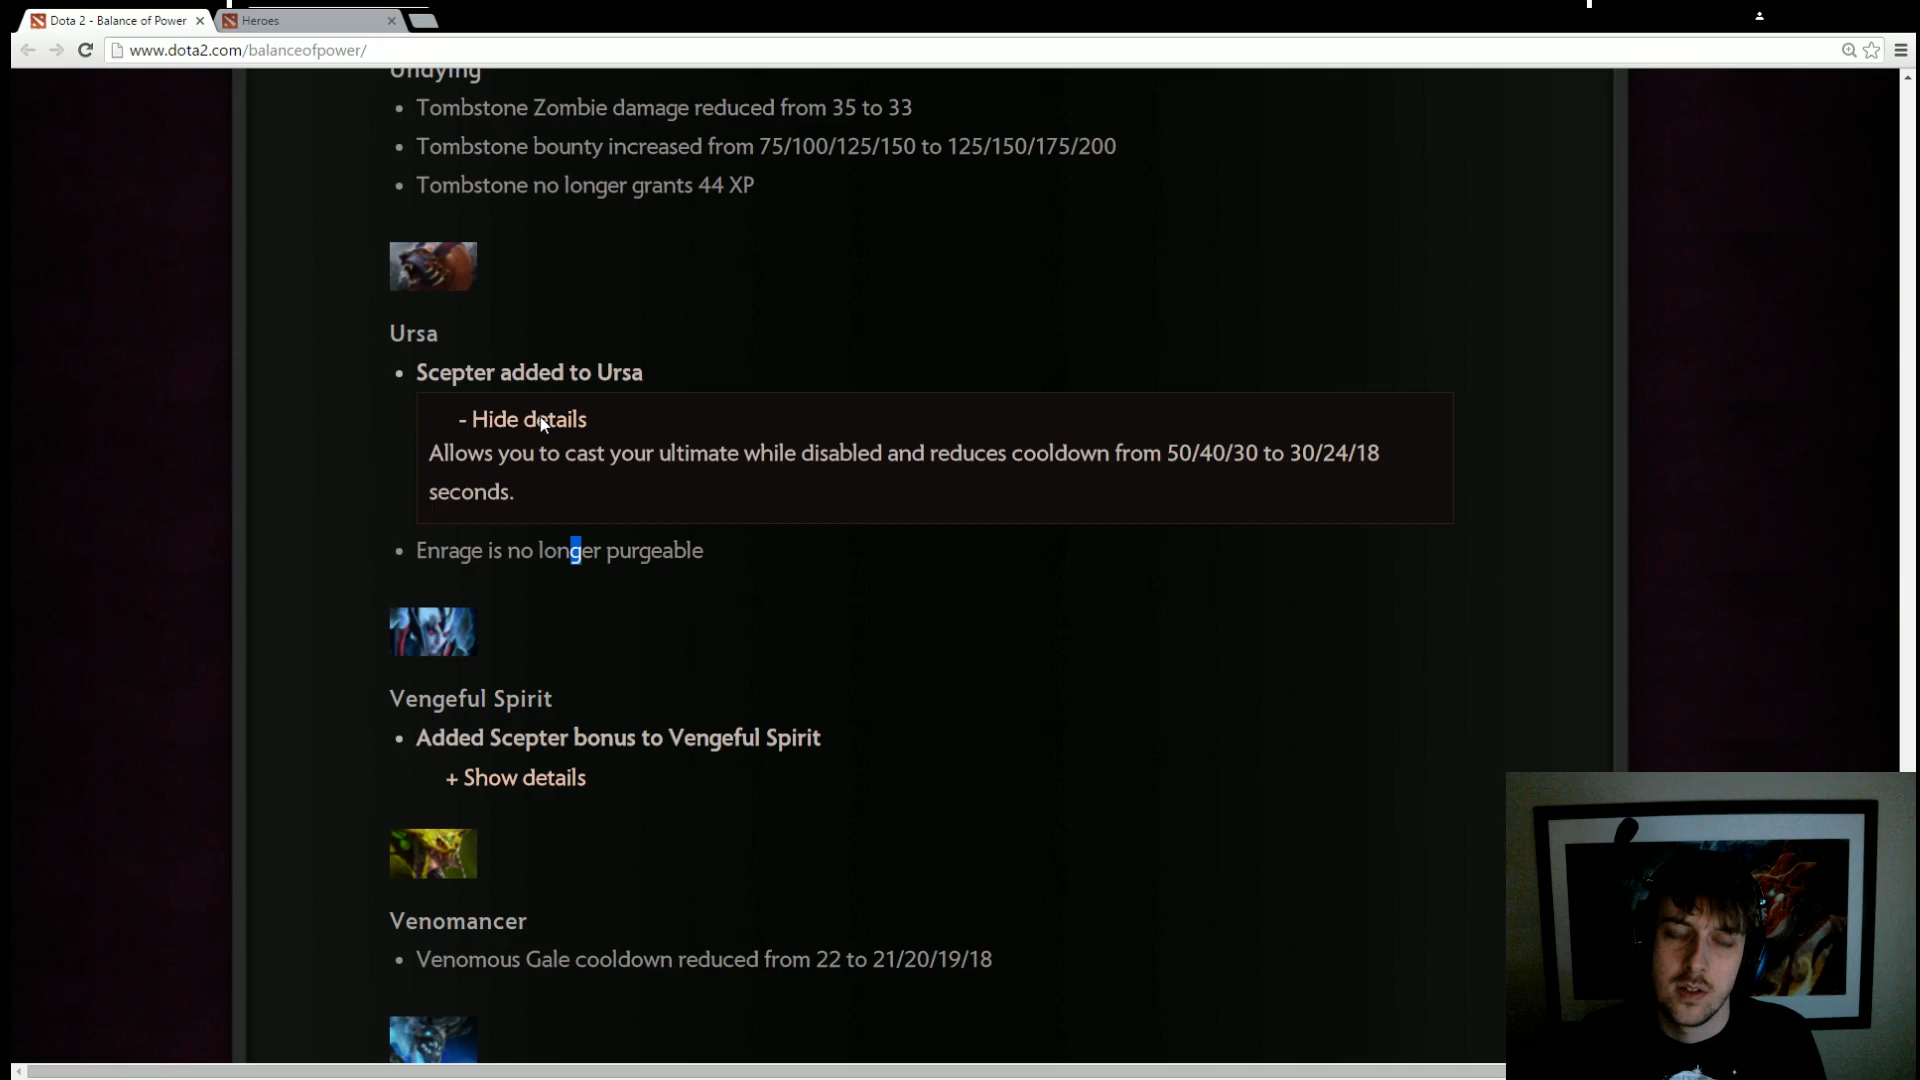 Dota 2 - Balance of Power
Heroes
www.dota2.com/balanceofpower/
Undying
• Tombstone Zombie damage reduced from 35 to 33
• Tombstone bounty increased from 75/100/125/150 to 125/150/175/200
• Tombstone no longer grants 44 XP
Ursa
• Scepter added to Ursa
- Hide details
Allows you to cast your ultimate while disabled and reduces cooldown from 50/40/30 to 30/24/18
seconds.
• Enrage is no longer purgeable
Vengeful Spirit
• Added Scepter bonus to Vengeful Spirit
+ Show details
Venomancer
• Venomous Gale cooldown reduced from 22 to 21/20/19/18